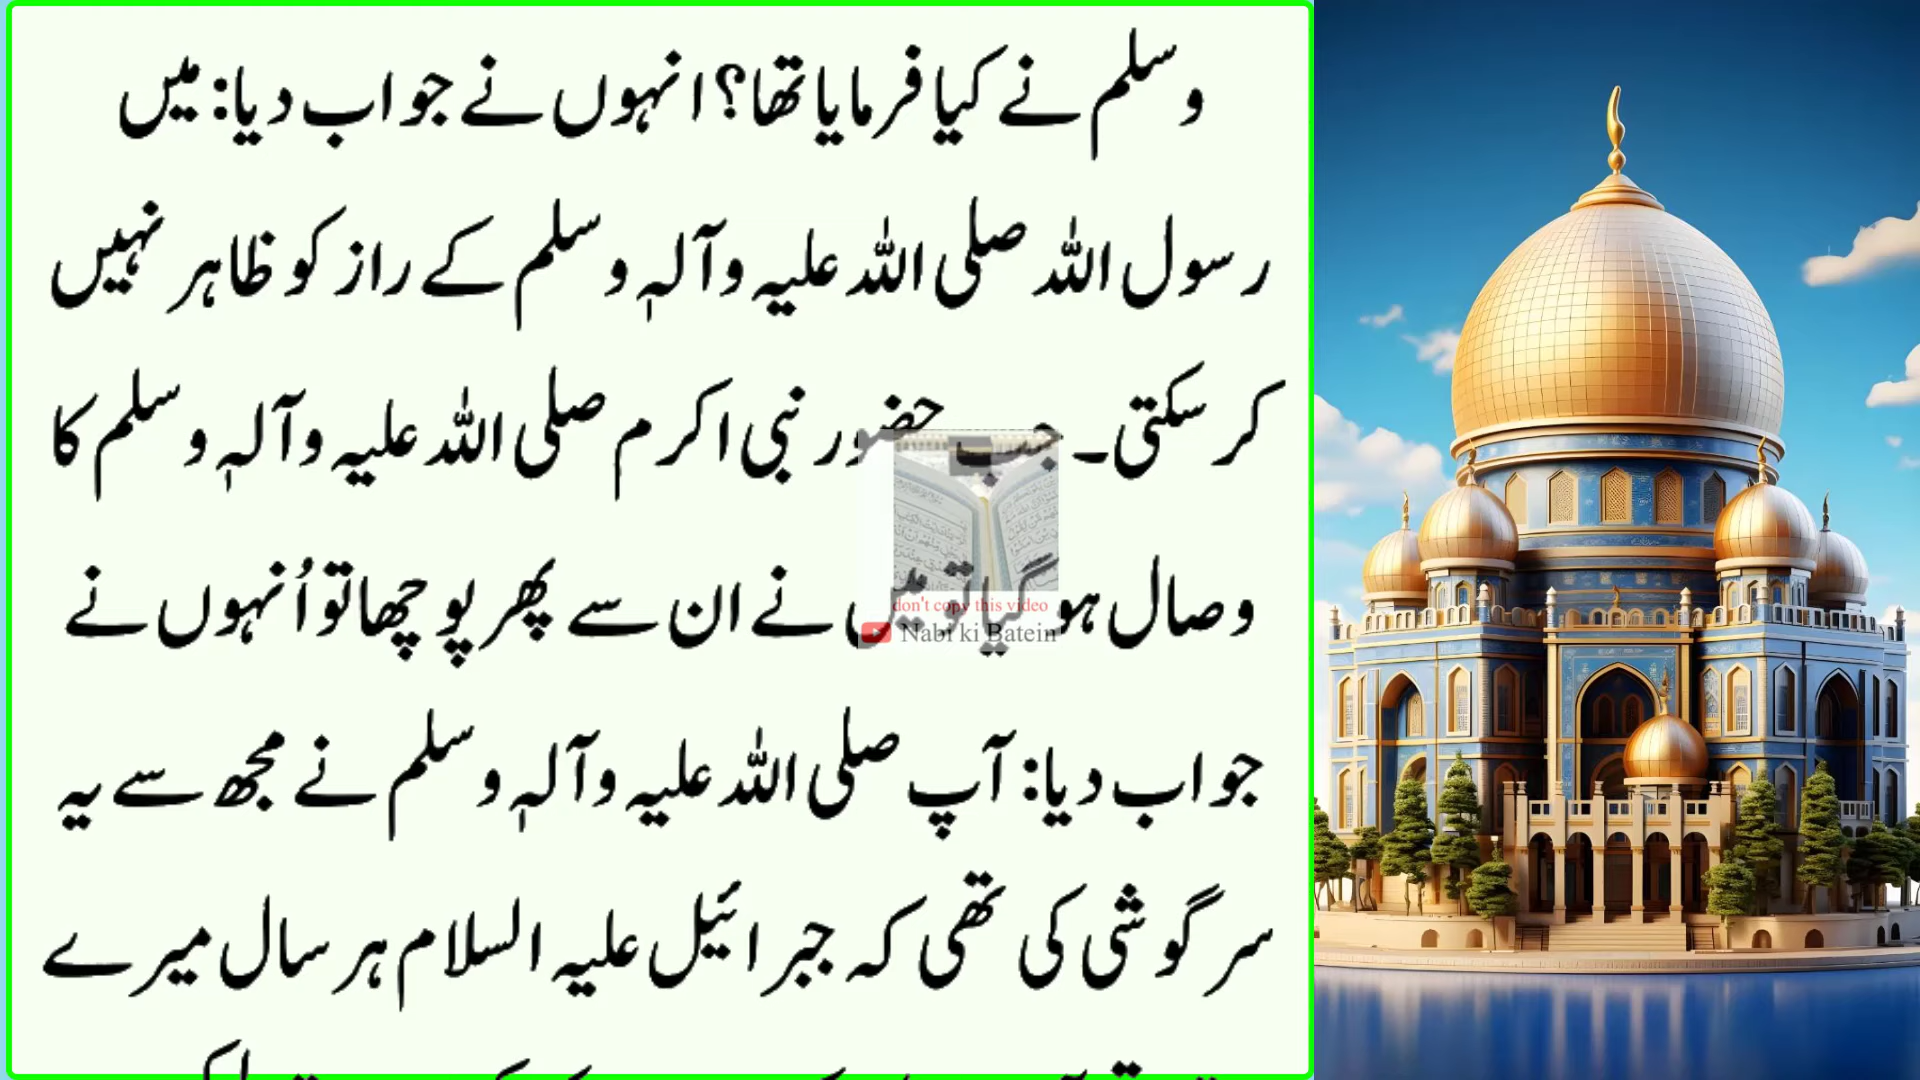 وسلم نے کیا فرمایا تھا؟ انہوں نے جواب دیا: میں
رسول اللہ صلی اللہ علیہ وآلہٖ وسلم کے راز کو ظاہر نہیں
کرسکتی۔ جب حضور نبی اکرم صلی اللہ علیہ وآلہٖ وسلم کا
وصال ہو گیا تو میں نے ان سے پھر پوچھا تو اُنہوں نے
جواب دیا: آپ صلی اللہ علیہ وآلہٖ وسلم نے مجھ سے یہ
سرگوشی کی تھی کہ جبرائیل علیہ السلام ہر سال میرے
don't copy this video
Nabi ki Batein